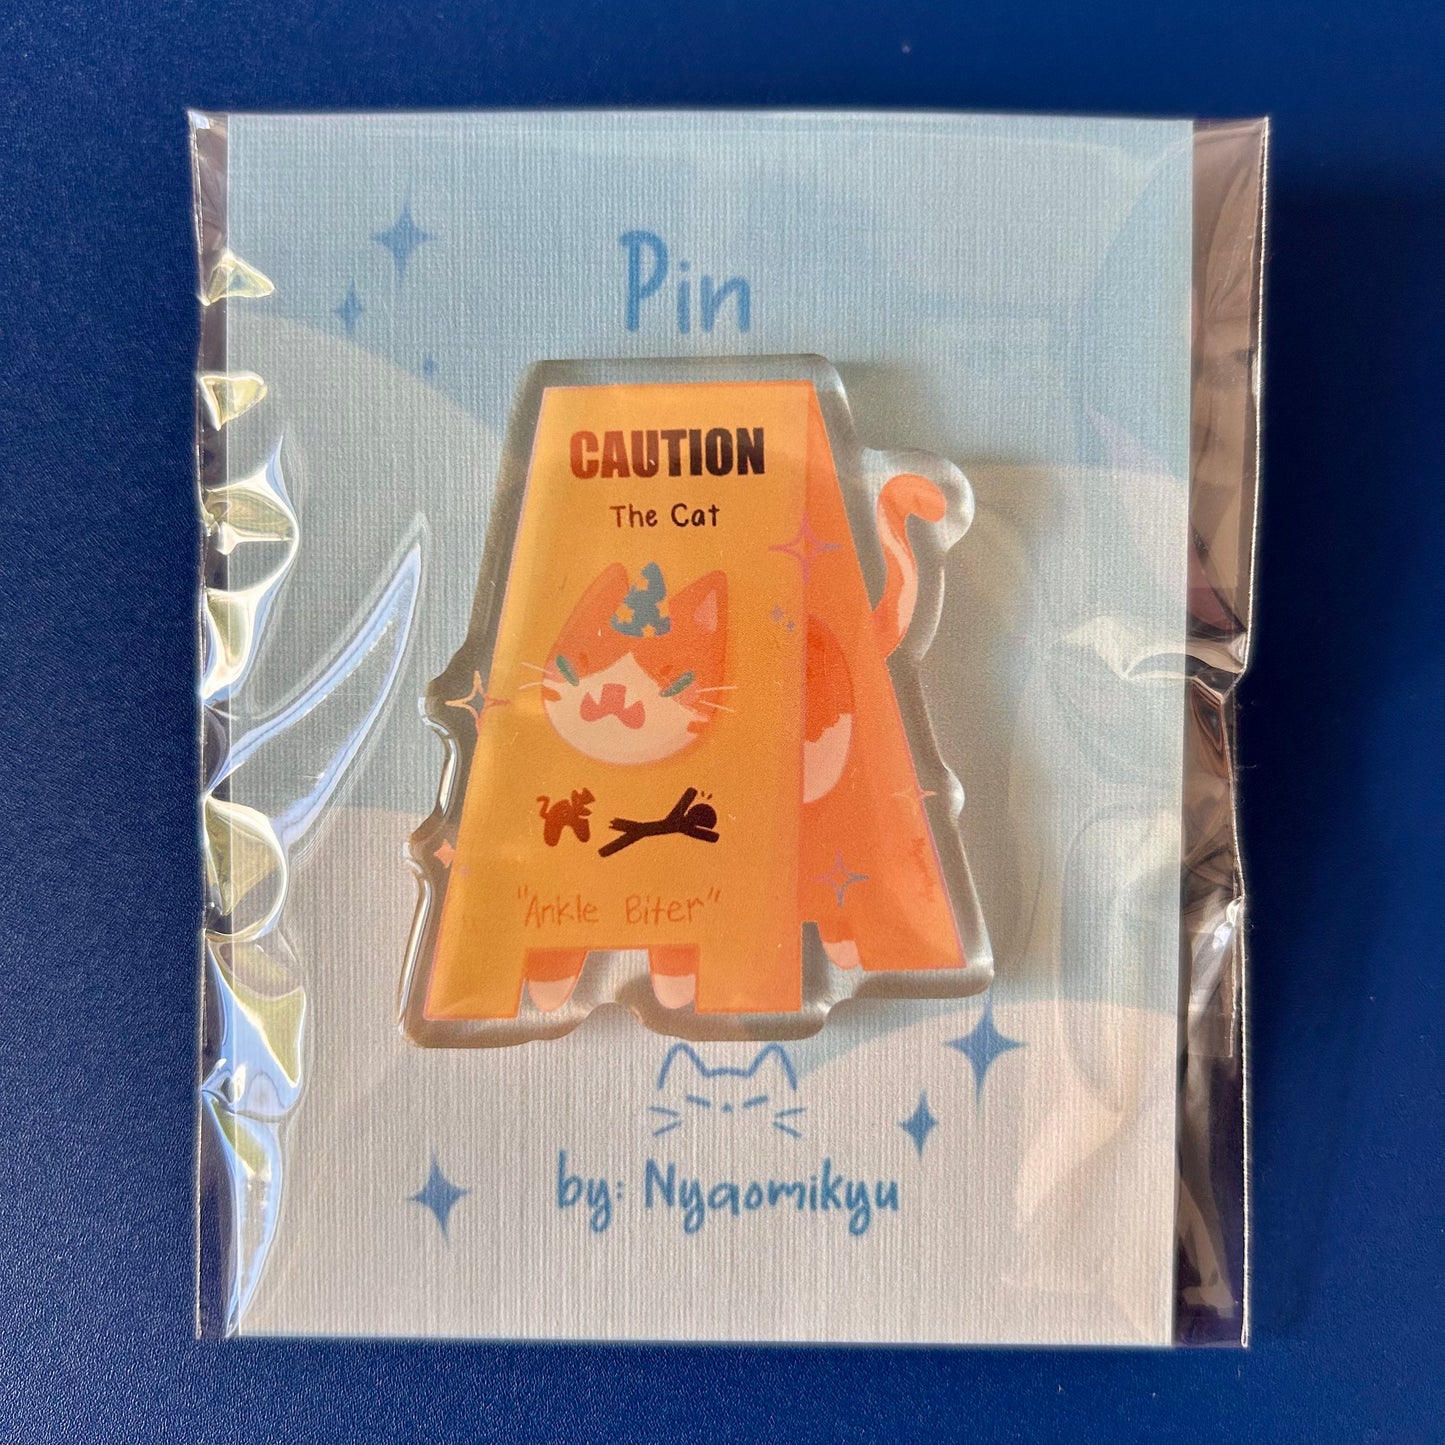 Pin
CAUTION
The Cat
"Ankle Biter"
by: Nyaomikyu